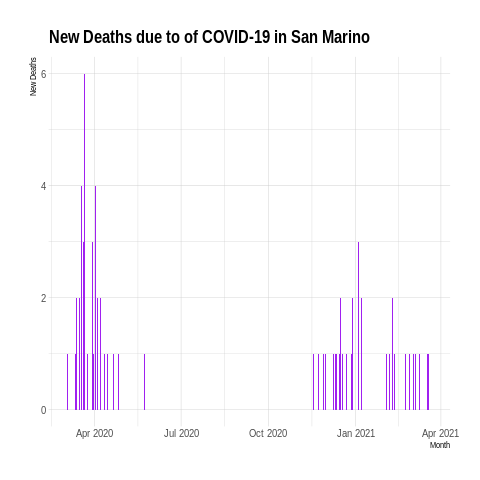 New Deaths due to of COVID-19 in San Marino
New Deaths
6
4
2
0
Apr 2020 Jul 2020 Oct 2020 Jan 2021 Apr 2021
Month